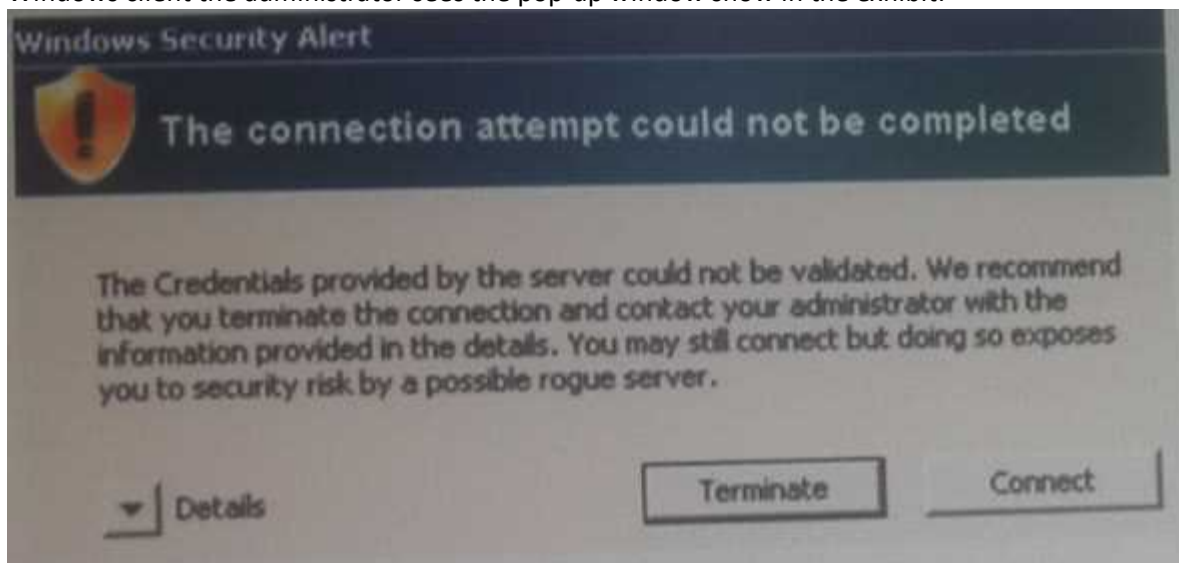 Windows client the administrator sees the pop-up window show in the exhibit.
Windows Security Alert
The connection attempt could not be completed
The Credentials provided by the server could not be validated. We recommend
that you terminate the connection and contact your administrator with the
information provided in the details. You may still connect but doing so exposes
you to security risk by a possible rogue server.
Details
Terminate
Connect